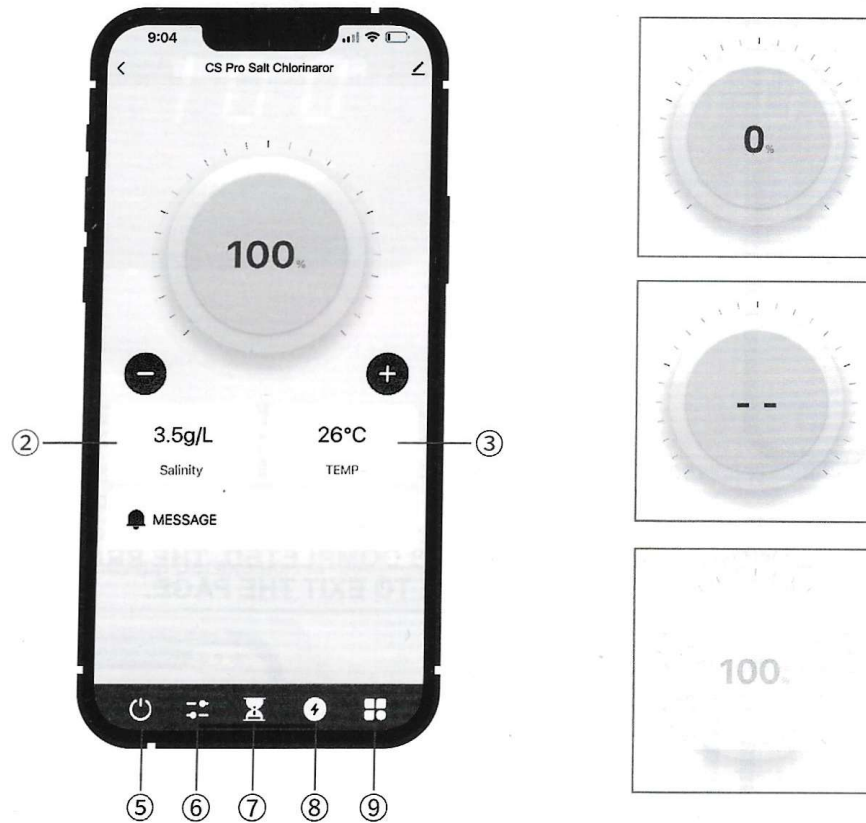 9:04
CS Pro Salt Chlorinaror
100%
3.5g/L
Salinity
26°C
TEMP
MESSAGE
②
③
⑤ ⑥ ⑦ ⑧ ⑨
0%
- -
100%